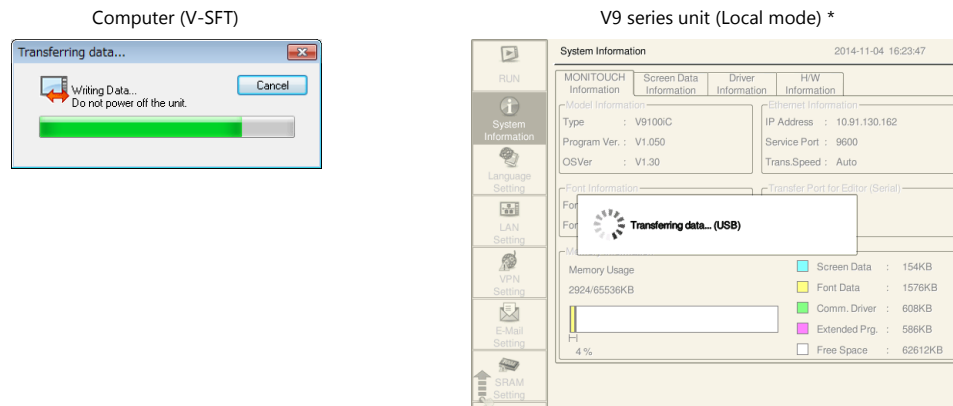 Computer (V-SFT)
Transferring data...
Writing Data...
Do not power off the unit.
Cancel
V9 series unit (Local mode) *
System Information 2014-11-04 16:23:47
RUN
System
Information
Language
Setting
LAN
Setting
VPN
Setting
E-Mail
Setting
SRAM
Setting
MONITOUCH
Information
Screen Data
Information
Driver
Information
H/W
Information
Model Information
Type : V9100iC
Program Ver. : V1.050
OSVer : V1.30
Ethernet Information
IP Address : 10.91.130.162
Service Port : 9600
Trans.Speed : Auto
Font Information
Transfer Port for Editor (Serial)
Transferring data... (USB)
Memory Usage
2924/65536KB
4 %
Screen Data : 154KB
Font Data : 1576KB
Comm. Driver : 608KB
Extended Prg. : 586KB
Free Space : 62612KB